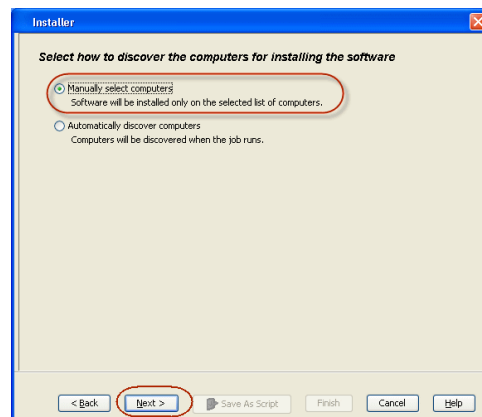 Installer
Select how to discover the computers for installing the software
Manually select computers
Software will be installed only on the selected list of computers.
Automatically discover computers
Computers will be discovered when the job runs.
< Back Next > Save As Script Finish Cancel Help